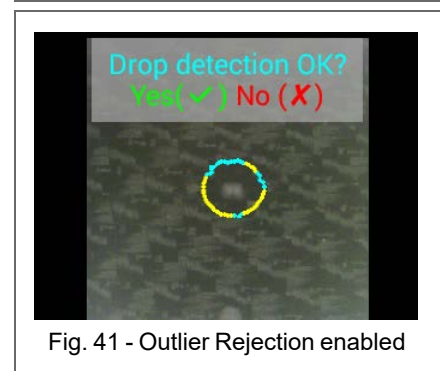 Drop detection OK?
Yes(✓) No (✗)
Fig. 41 - Outlier Rejection enabled